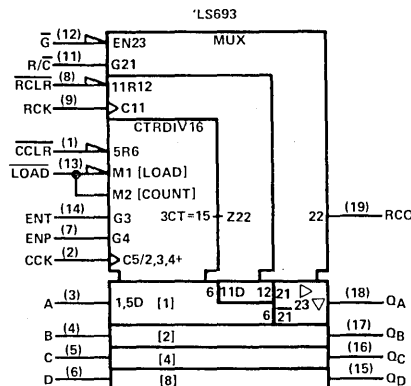 'LS693
G (12) EN23 MUX
R/C (11) G21
RCLR (8) 11R12
RCK (9) C11
CTRDIV16
CCLR (1) 5R6
LOAD (13) M1 [LOAD]
M2 [COUNT]
ENT (14) G3 3CT=15 Z22 22 (19) RCO
ENP (7) G4
CCK (2) C5/2,3,4+
A (3) 1,5D [1] 6 11D 12 21 23 (18) QA
6 21
B (4) [2] (17) QB
C (5) [4] (16) QC
D (6) [8] (15) QD